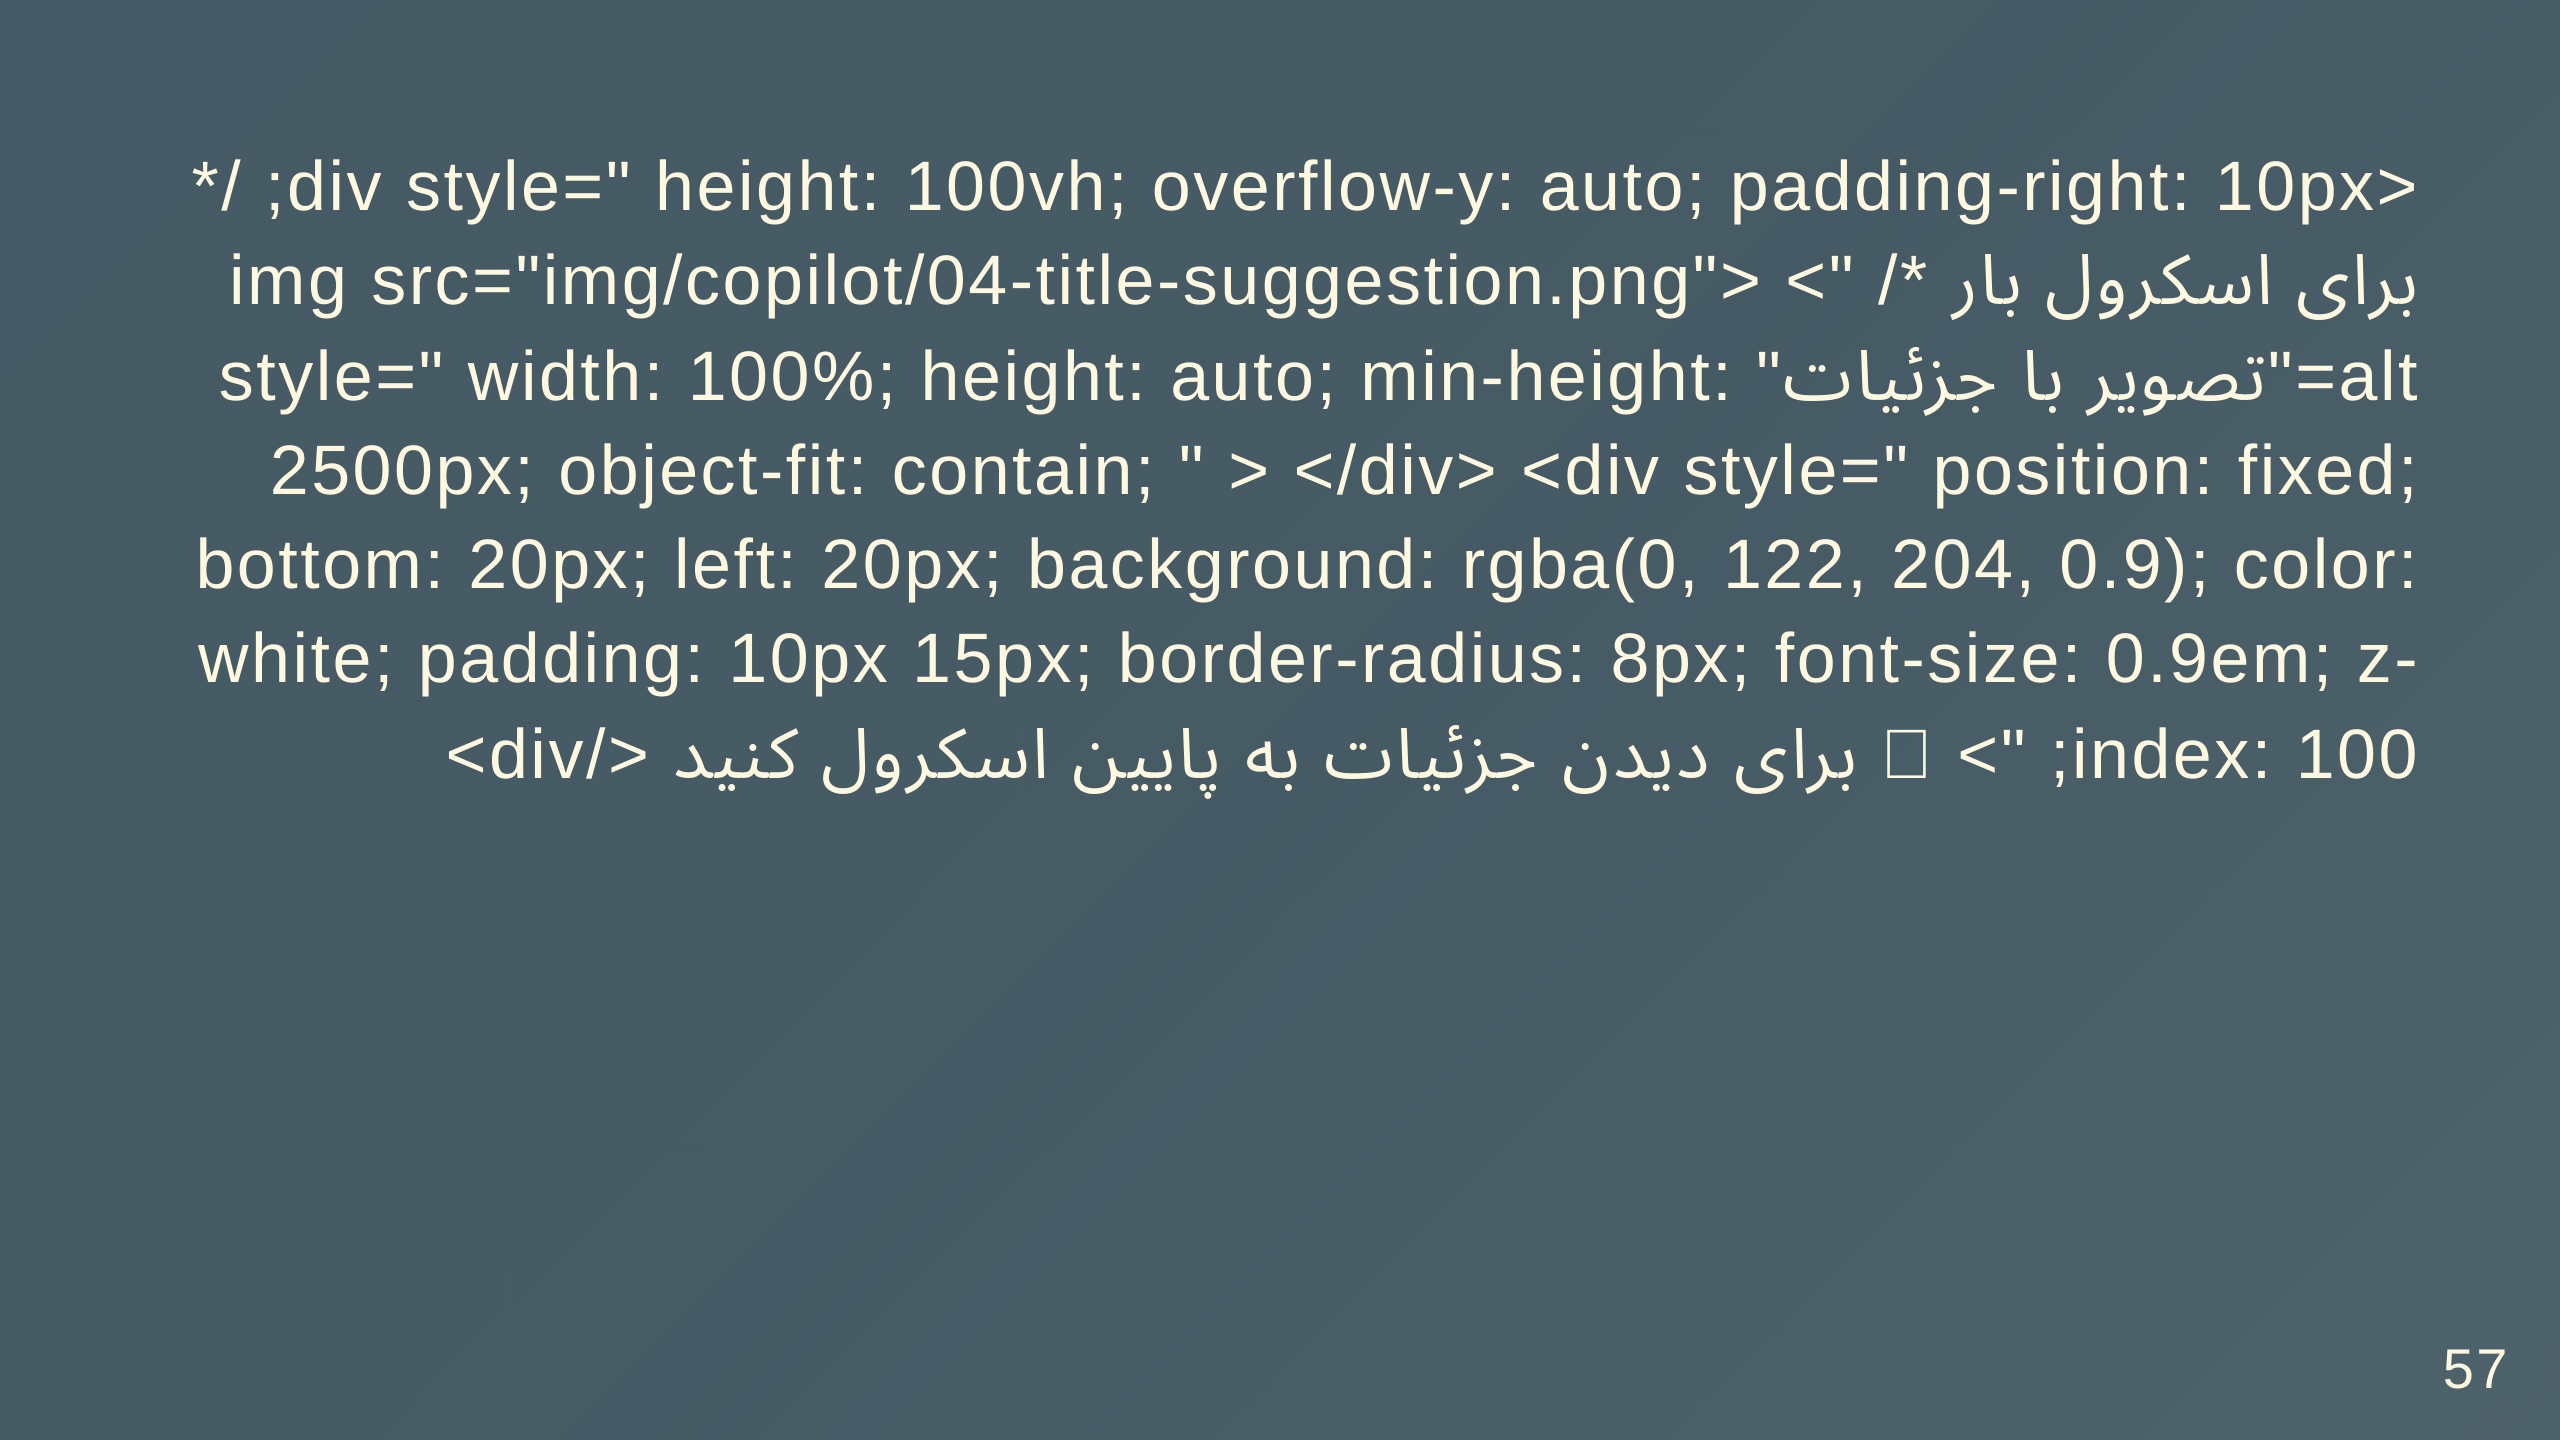 <div style=" height: 100vh; overflow-y: auto; padding-right: 10px; /*
برای اسکرول بار */ "> <img src="img/copilot/04-title-suggestion.png"
alt="تصویر با جزئیات" style=" width: 100%; height: auto; min-height:
2500px; object-fit: contain; " > </div> <div style=" position: fixed;
bottom: 20px; left: 20px; background: rgba(0, 122, 204, 0.9); color:
white; padding: 10px 15px; border-radius: 8px; font-size: 0.9em; z-
index: 100; "> برای دیدن جزئیات به پایین اسکرول کنید </div>
57